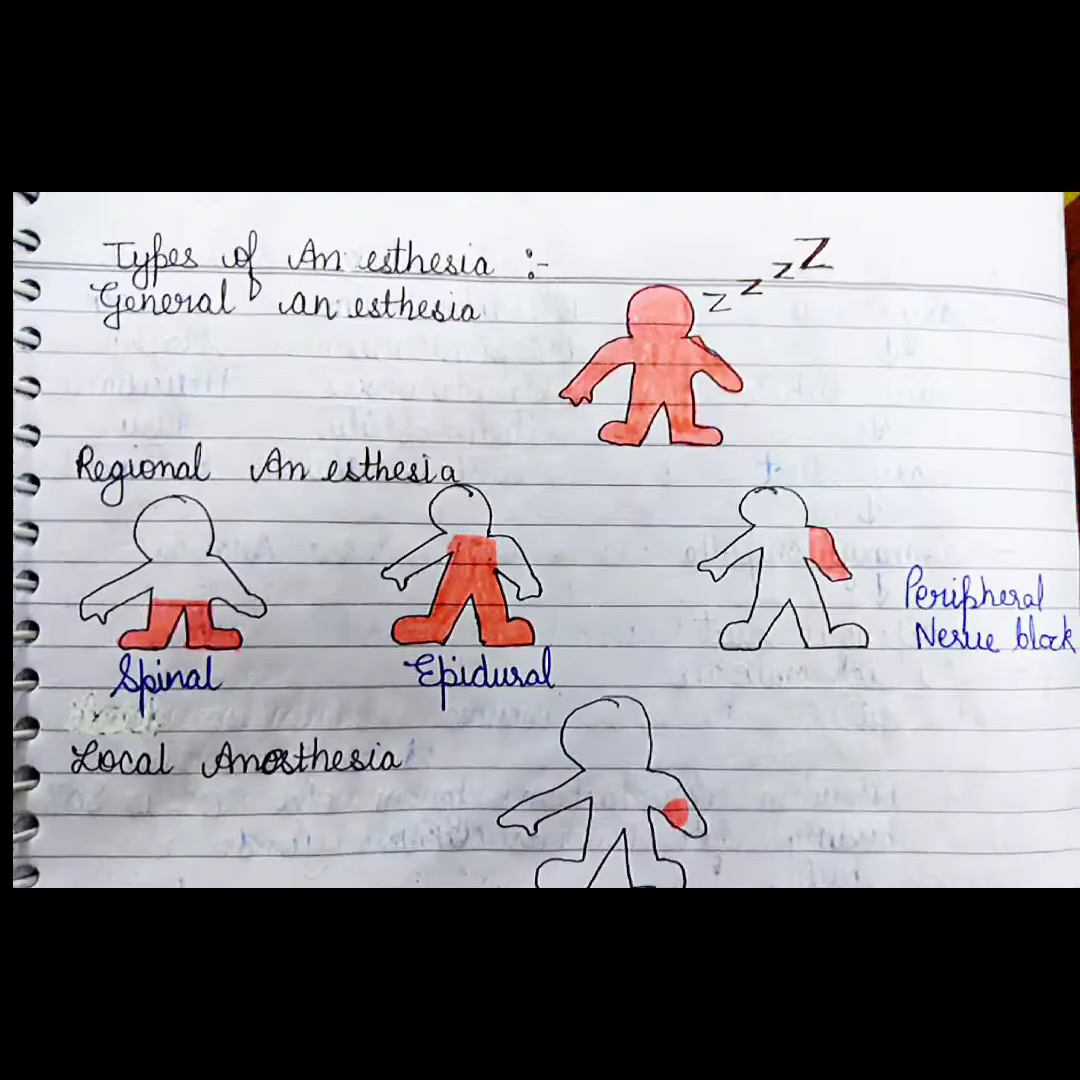 Types of An esthesia :-
General an esthesia
z z z Z
Regional An esthesia
Spinal
Epidural
Peripheral
Nerve block
Local Anesthesia